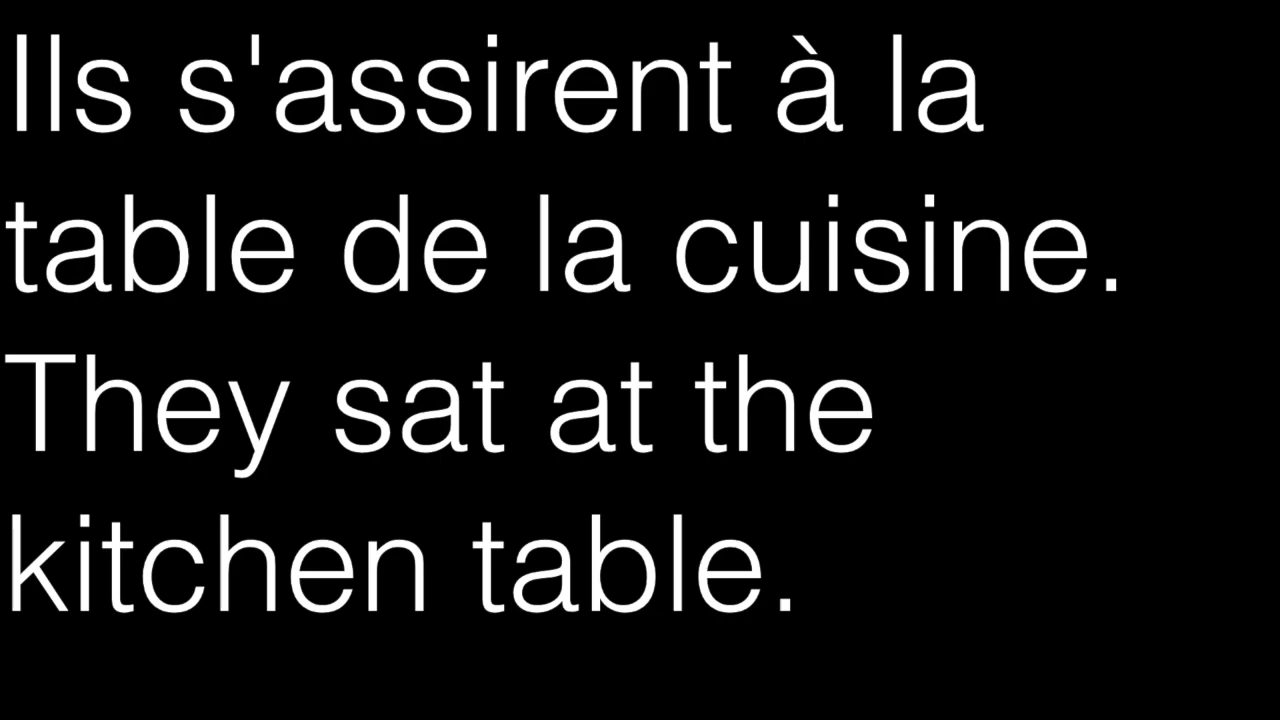 Ils s'assirent à la
table de la cuisine.
They sat at the
kitchen table.